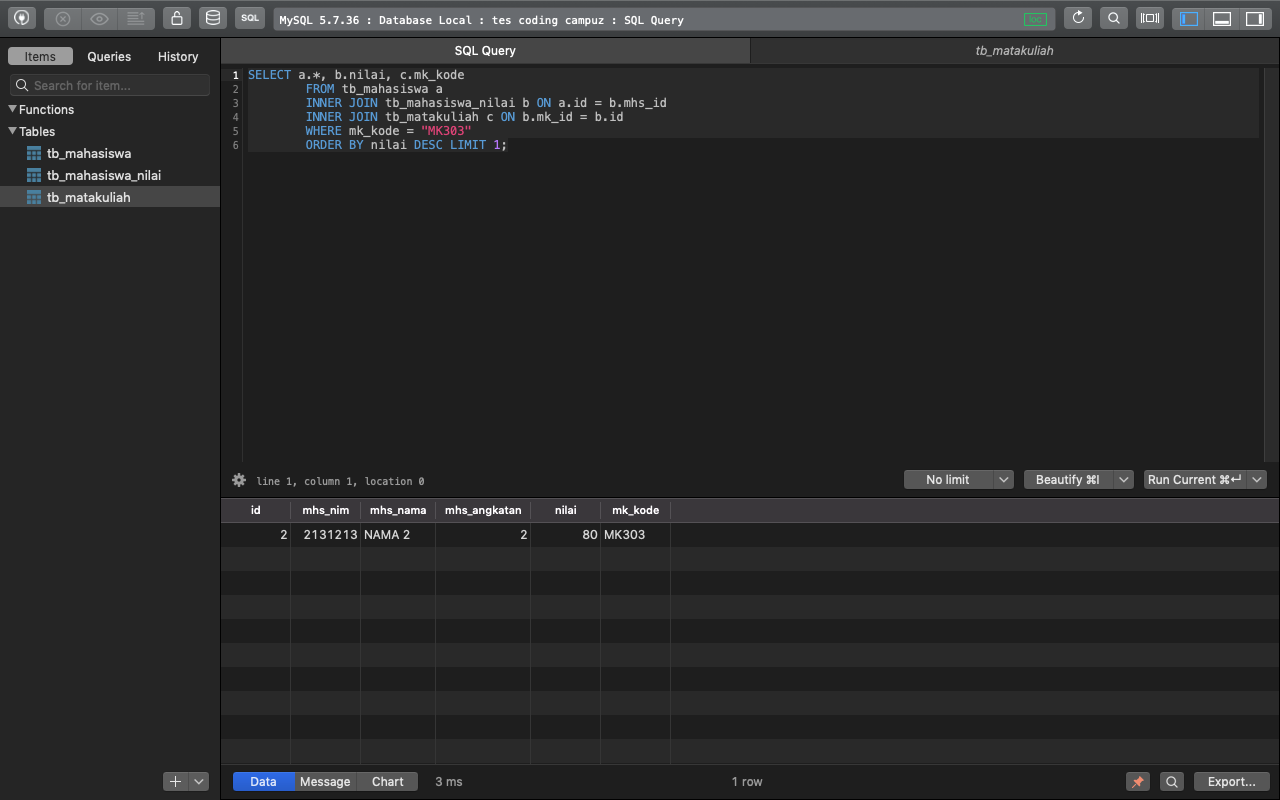 SQL
MySQL 5.7.36 : Database Local : tes coding campuz : SQL Query
loc
Items
Queries
History
Search for item...
Functions
Tables
tb_mahasiswa
tb_mahasiswa_nilai
tb_matakuliah
SQL Query
tb_matakuliah
1 SELECT a.*, b.nilai, c.mk_kode
2 FROM tb_mahasiswa a
3 INNER JOIN tb_mahasiswa_nilai b ON a.id = b.mhs_id
4 INNER JOIN tb_matakuliah c ON b.mk_id = b.id
5 WHERE mk_kode = "MK303"
6 ORDER BY nilai DESC LIMIT 1;
line 1, column 1, location 0
No limit
Beautify ⌘I
Run Current ⌘↵
id mhs_nim mhs_nama mhs_angkatan nilai mk_kode
2 2131213 NAMA 2 2 80 MK303
Data
Message
Chart
3 ms
1 row
Export...